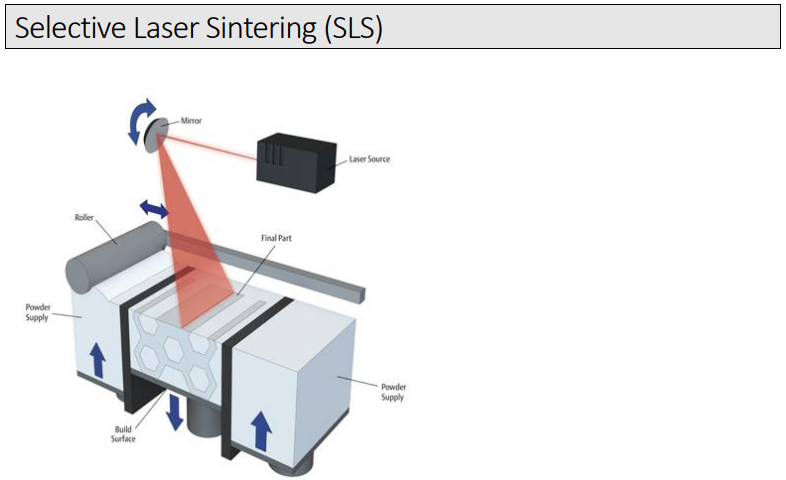 Selective Laser Sintering (SLS)
Mirror
Laser Source
Roller
Final Part
Powder
Supply
Powder
Supply
Build
Surface